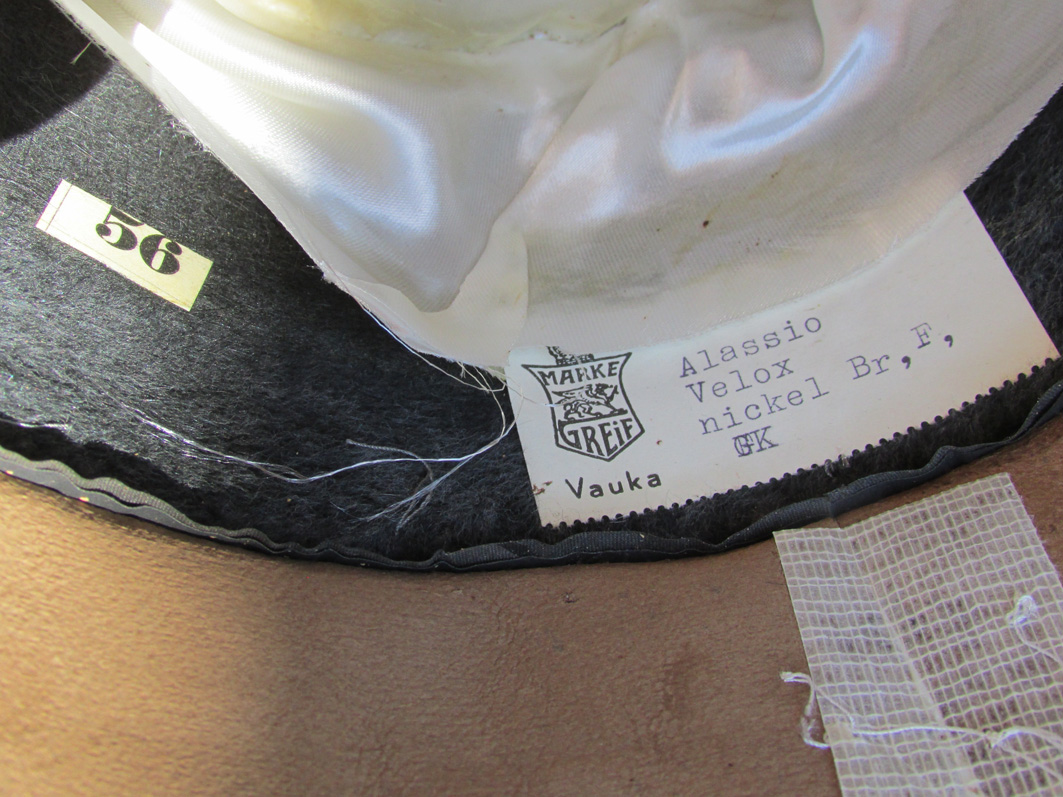 56
MARKE
GREiF
Vauka
Alassio
Velox
nickel Br,F,